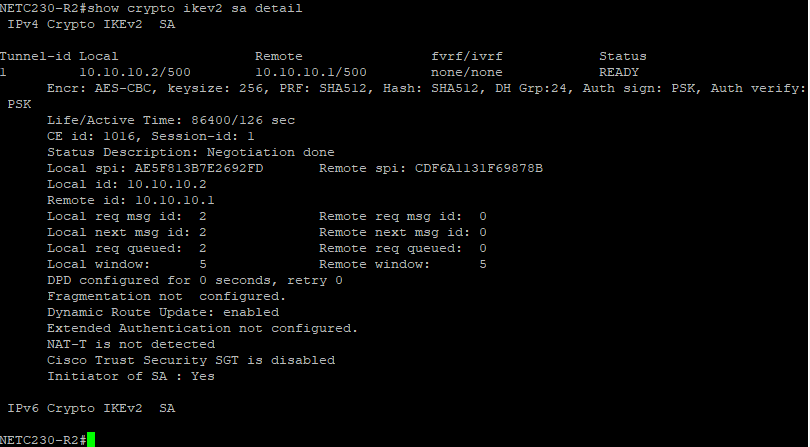 NETC230-R2#show crypto ikev2 sa detail
 IPv4 Crypto IKEv2  SA

Tunnel-id Local                 Remote                fvrf/ivrf            Status
1         10.10.10.2/500        10.10.10.1/500        none/none            READY
      Encr: AES-CBC, keysize: 256, PRF: SHA512, Hash: SHA512, DH Grp:24, Auth sign: PSK, Auth verify:
 PSK
      Life/Active Time: 86400/126 sec
      CE id: 1016, Session-id: 1
      Status Description: Negotiation done
      Local spi: AE5F813B7E2692FD       Remote spi: CDF6A1131F69878B
      Local id: 10.10.10.2
      Remote id: 10.10.10.1
      Local req msg id:  2              Remote req msg id:  0
      Local next msg id: 2              Remote next msg id: 0
      Local req queued:  2              Remote req queued:  0
      Local window:      5              Remote window:      5
      DPD configured for 0 seconds, retry 0
      Fragmentation not  configured.
      Dynamic Route Update: enabled
      Extended Authentication not configured.
      NAT-T is not detected
      Cisco Trust Security SGT is disabled
      Initiator of SA : Yes

 IPv6 Crypto IKEv2  SA

NETC230-R2#